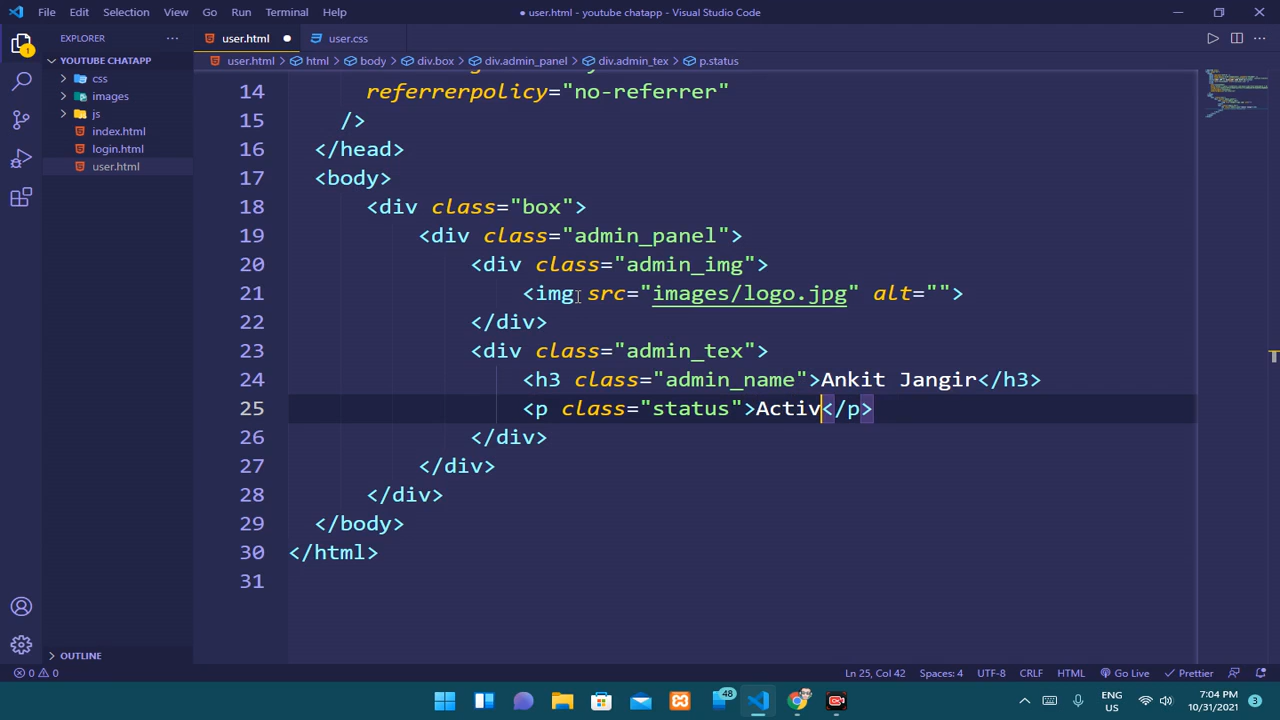 File Edit Selection View Go Run Terminal Help
● user.html - youtube chatapp - Visual Studio Code
EXPLORER ...
YOUTUBE CHATAPP
css
images
js
index.html
login.html
user.html
OUTLINE
user.html ● user.css
user.html > html > body > div.box > div.admin_panel > div.admin_tex > p.status
14 referrerpolicy="no-referrer"
15 />
16 </head>
17 <body>
18 <div class="box">
19 <div class="admin_panel">
20 <div class="admin_img">
21 <img src="images/logo.jpg" alt="">
22 </div>
23 <div class="admin_tex">
24 <h3 class="admin_name">Ankit Jangir</h3>
25 <p class="status">Activ</p>
26 </div>
27 </div>
28 </div>
29 </body>
30 </html>
31
0 0 Ln 25, Col 42 Spaces: 4 UTF-8 CRLF HTML Go Live Prettier
48
ENG
US
7:04 PM
10/31/2021
3